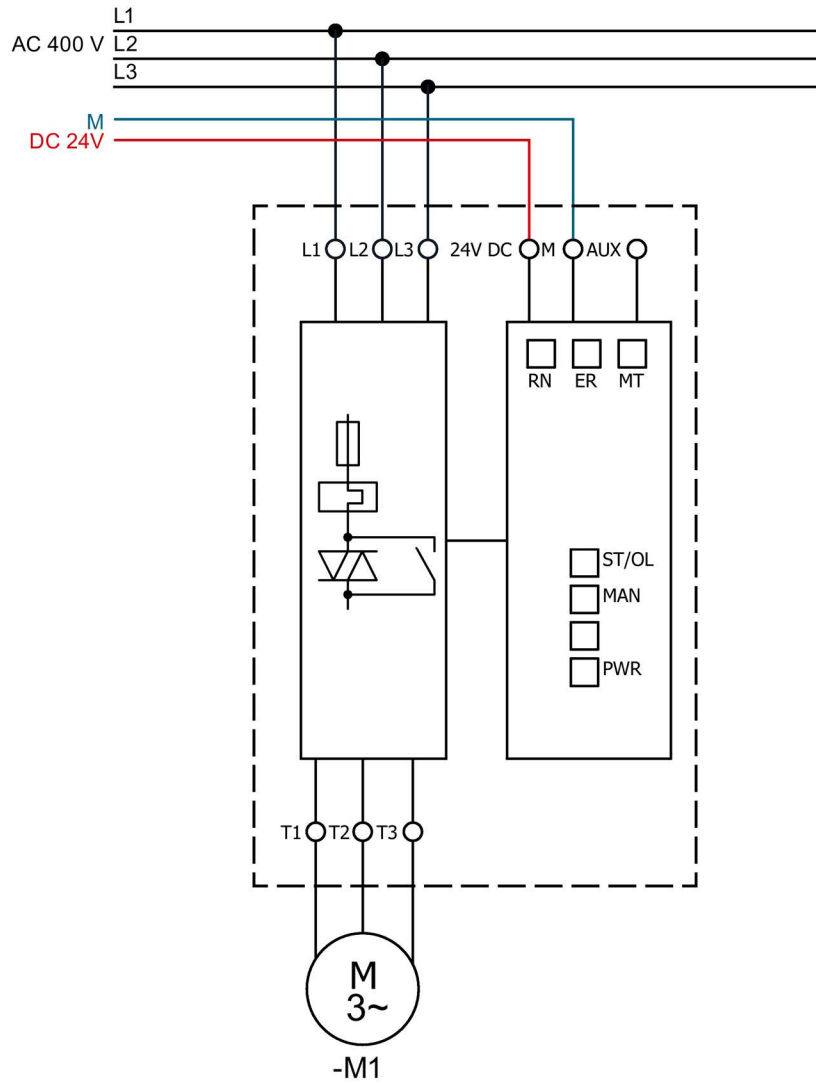 L1
AC 400 V L2
L3
M
DC 24V
L1 L2 L3 24V DC M AUX
RN ER MT
ST/OL
MAN
PWR
T1 T2 T3
M
3~
-M1